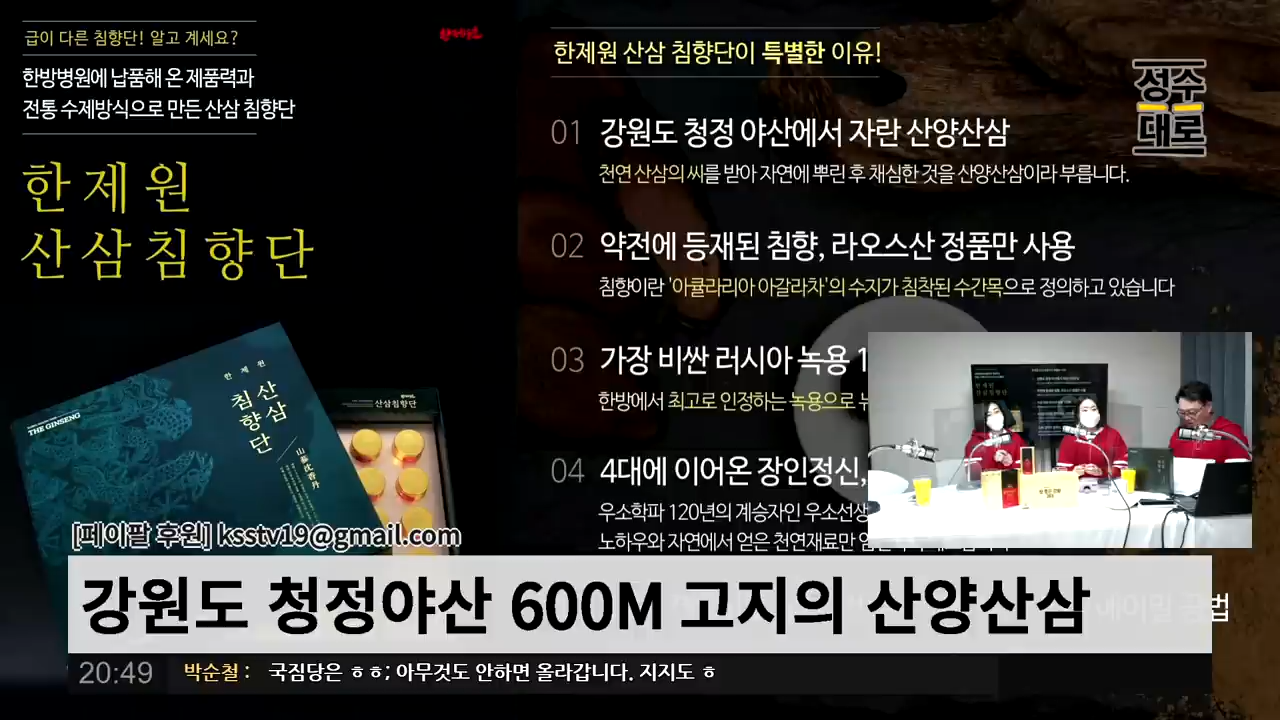 급이 다른 침향단! 알고 계세요?
한방병원에 납품해 온 제품력과
전통 수제방식으로 만든 산삼 침향단
한제원
산삼침향단
한제원 산삼 침향단이 특별한 이유!
01 강원도 청정 야산에서 자란 산양산삼
천연 산삼의 씨를 받아 자연에 뿌린 후 채심한 것을 산양산삼이라 부릅니다.
02 약전에 등재된 침향, 라오스산 정품만 사용
침향이란 '아퀼라리아 아갈라차'의 수지가 침착된 수간목으로 정의하고 있습니다
03 가장 비싼 러시아 녹용 1
한방에서 최고로 인정하는 녹용으로
04 4대에 이어온 장인정신,
우소학파 120년의 계승자인 우소선생
노하우와 자연에서 얻은 천연재료만
성수
대로
한제원
산삼
침향단
山蔘沈香丹
THE GINSENG
산삼침향단
[페이팔 후원] ksstv19@gmail.com
강원도 청정야산 600M 고지의 산양산삼
20:49
박순철 : 국짐당은 ㅎㅎ; 아무것도 안하면 올라갑니다. 지지도 ㅎ